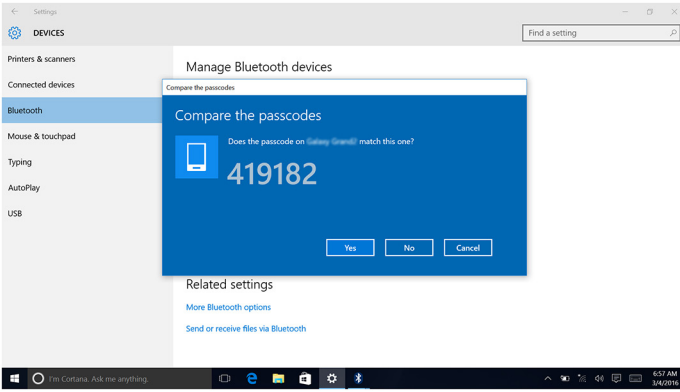 Settings
DEVICES
Find a setting
Printers & scanners
Connected devices
Bluetooth
Mouse & touchpad
Typing
AutoPlay
USB
Manage Bluetooth devices
Compare the passcodes
Compare the passcodes
Does the passcode on match this one?
419182
Yes
No
Cancel
Related settings
More Bluetooth options
Send or receive files via Bluetooth
I'm Cortana. Ask me anything.
6:57 AM
3/4/2016